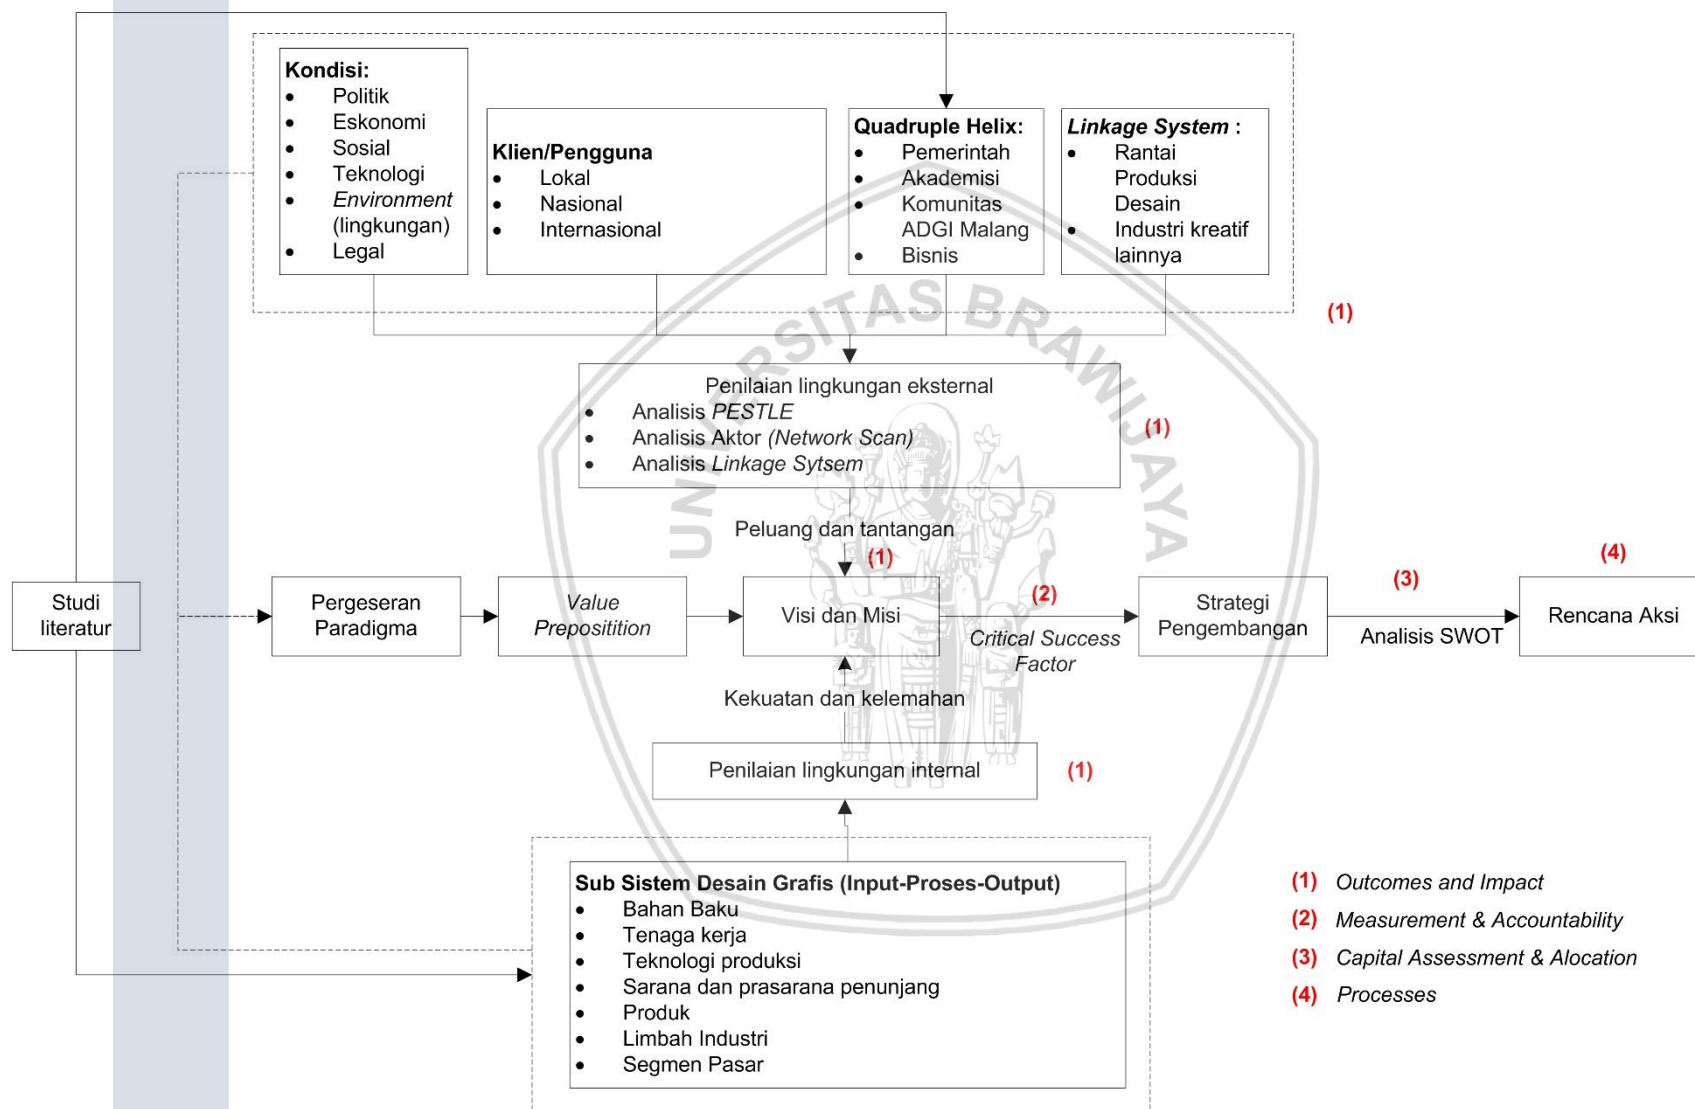 Kondisi:
• Politik
• Eskonomi
• Sosial
• Teknologi
• Environment
(lingkungan)
• Legal
Klien/Pengguna
• Lokal
• Nasional
• Internasional
Quadruple Helix:
• Pemerintah
• Akademisi
• Komunitas
ADGI Malang
• Bisnis
Linkage System :
• Rantai
Produksi
Desain
• Industri kreatif
lainnya
(1)
UNIVERSITAS BRAWIJAYA
Penilaian lingkungan eksternal
• Analisis PESTLE
• Analisis Aktor (Network Scan)
• Analisis Linkage Sytsem
(1)
Peluang dan tantangan
(1)
Studi
literatur
Pergeseran
Paradigma
Value
Prepositition
Visi dan Misi
(2)
Critical Success
Factor
Strategi
Pengembangan
(3)
Analisis SWOT
(4)
Rencana Aksi
Kekuatan dan kelemahan
Penilaian lingkungan internal
(1)
Sub Sistem Desain Grafis (Input-Proses-Output)
• Bahan Baku
• Tenaga kerja
• Teknologi produksi
• Sarana dan prasarana penunjang
• Produk
• Limbah Industri
• Segmen Pasar
(1) Outcomes and Impact
(2) Measurement & Accountability
(3) Capital Assessment & Alocation
(4) Processes